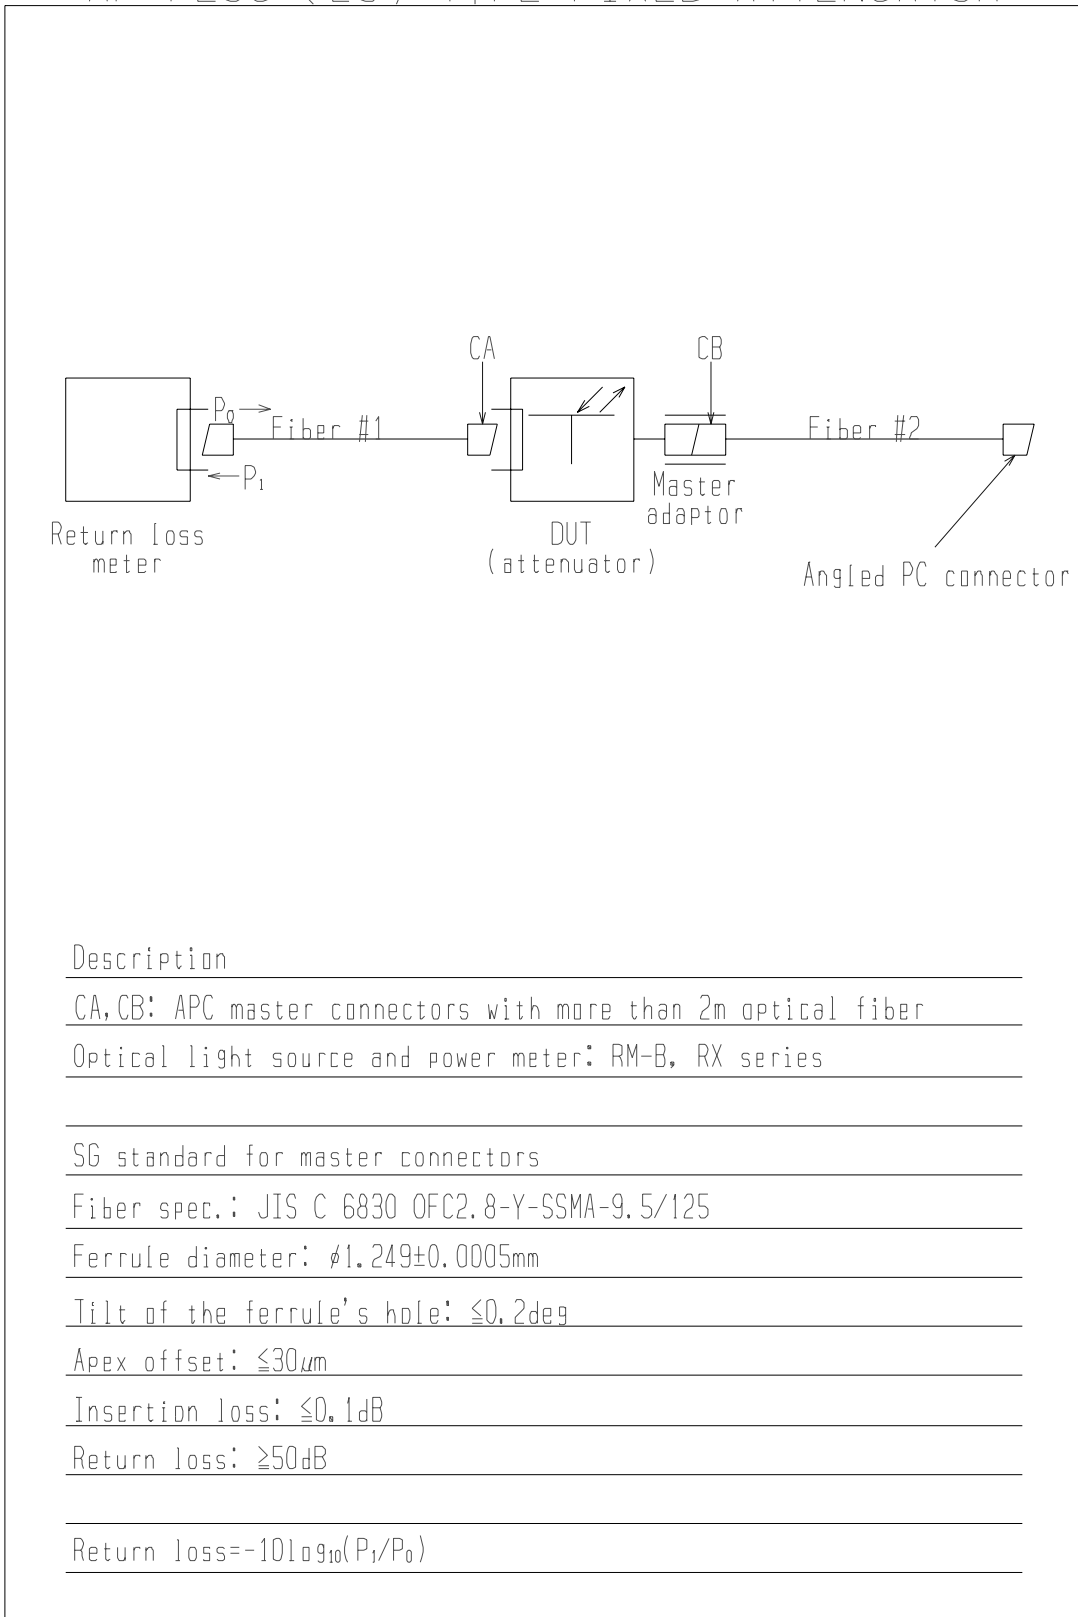 CA
CB
P₀
Fiber #1
Fiber #2
P₁
Master
adaptor
Return loss
meter
DUT
(attenuator)
Angled PC connector
Description
CA,CB: APC master connectors with more than 2m optical fiber
Optical light source and power meter: RM-B, RX series
SG standard for master connectors
Fiber spec.: JIS C 6830 OFC2.8-Y-SSMA-9.5/125
Ferrule diameter: ø1.249±0.0005mm
Tilt of the ferrule's hole: ≦0.2deg
Apex offset: ≦30μm
Insertion loss: ≦0.1dB
Return loss: ≧50dB
Return loss=-10log₁₀(P₁/P₀)